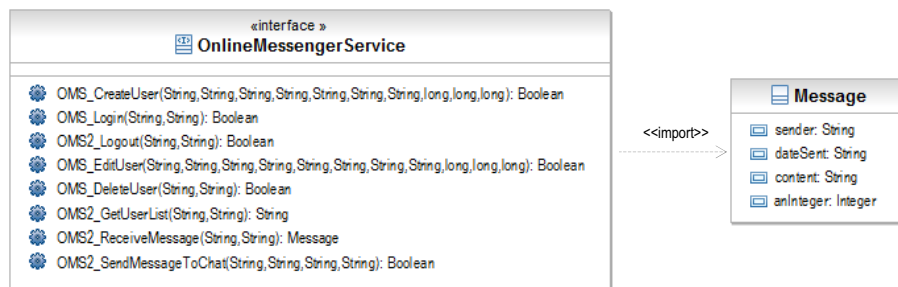 «interface »
OnlineMessengerService
OMS_CreateUser(String,String,String,String,String,String,String,long,long,long): Boolean
OMS_Login(String,String): Boolean
OMS2_Logout(String,String): Boolean
OMS_EditUser(String,String,String,String,String,String,String,String,long,long,long): Boolean
OMS_DeleteUser(String,String): Boolean
OMS2_GetUserList(String,String): String
OMS2_ReceiveMessage(String,String): Message
OMS2_SendMessageToChat(String,String,String,String): Boolean
<<import>>
Message
sender: String
dateSent: String
content: String
anInteger: Integer